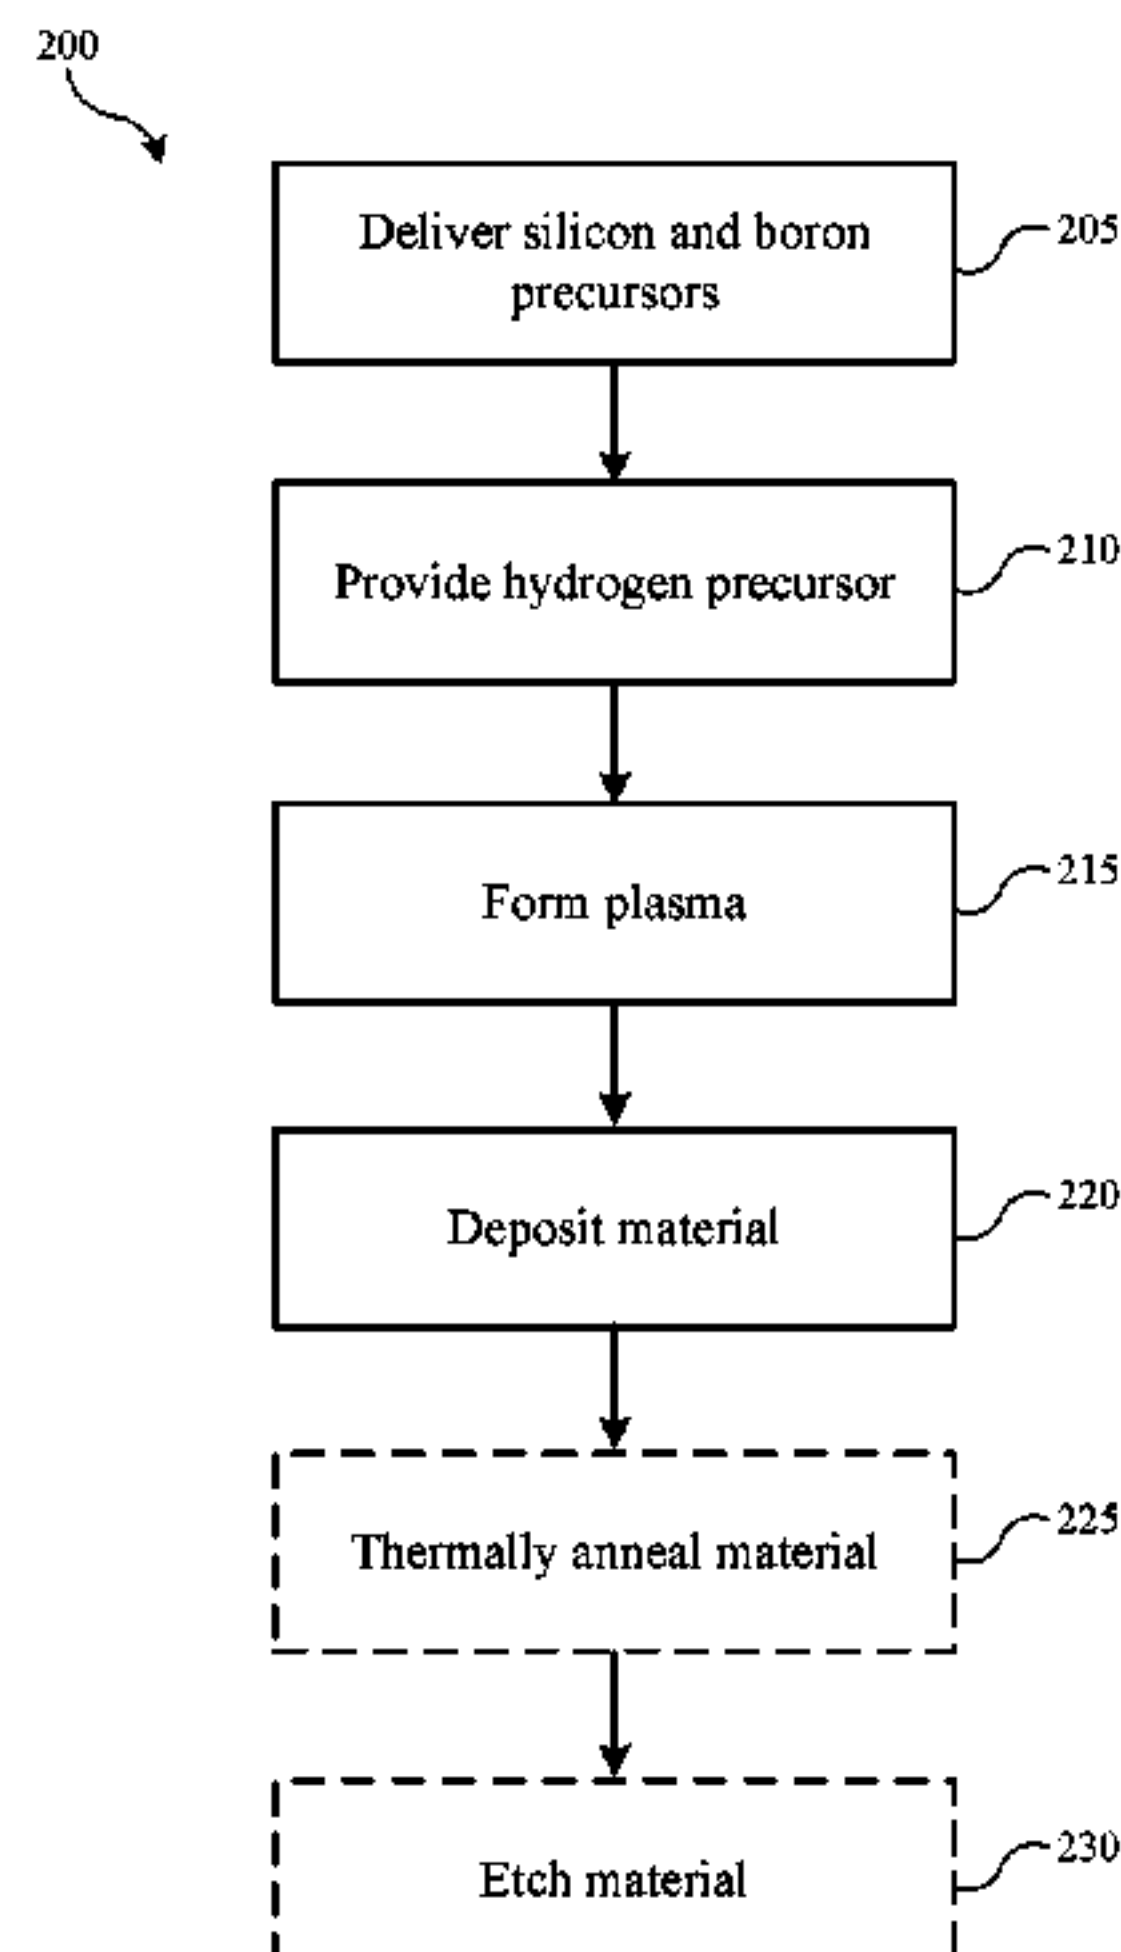 200
Deliver silicon and boron
precursors
205
Provide hydrogen precursor
210
Form plasma
215
Deposit material
220
Thermally anneal material
225
Etch material
230